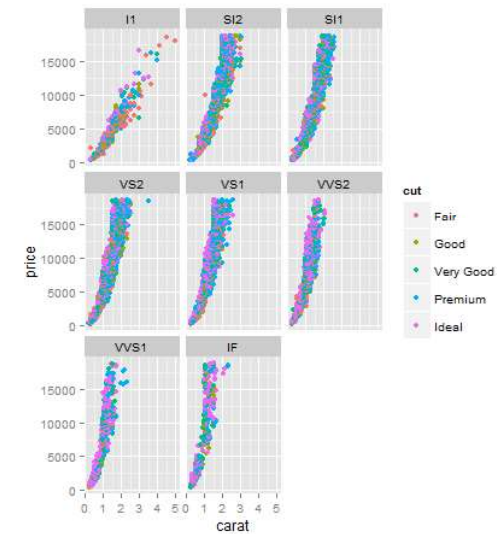 I1 SI2 SI1
15000
10000
5000
0
VS2 VS1 VVS2
15000
10000
5000
0
VVS1 IF
15000
10000
5000
0
0 1 2 3 4 5 0 1 2 3 4 5
price
carat
cut
Fair
Good
Very Good
Premium
Ideal